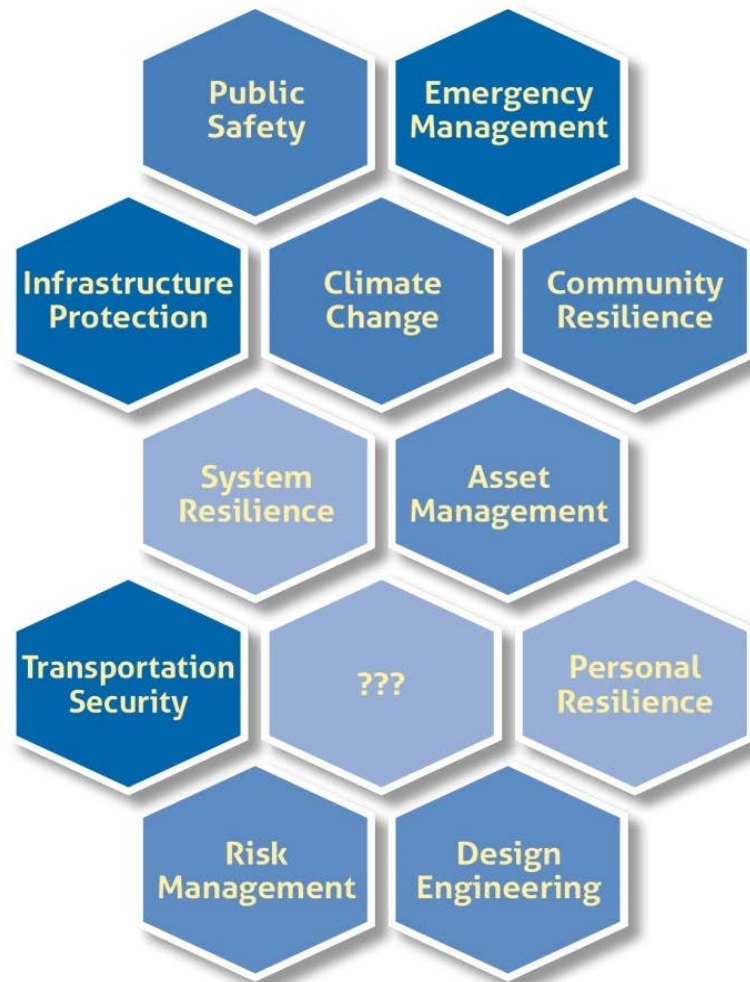 Public
Safety
Emergency
Management
Infrastructure
Protection
Climate
Change
Community
Resilience
System
Resilience
Asset
Management
Transportation
Security
???
Personal
Resilience
Risk
Management
Design
Engineering